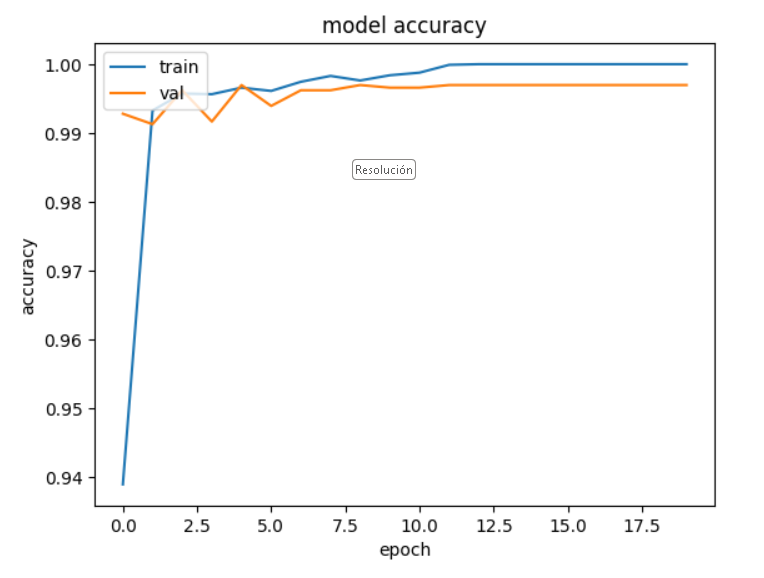 model accuracy
train
val
Resolución
accuracy
1.00
0.99
0.98
0.97
0.96
0.95
0.94
0.0 2.5 5.0 7.5 10.0 12.5 15.0 17.5
epoch